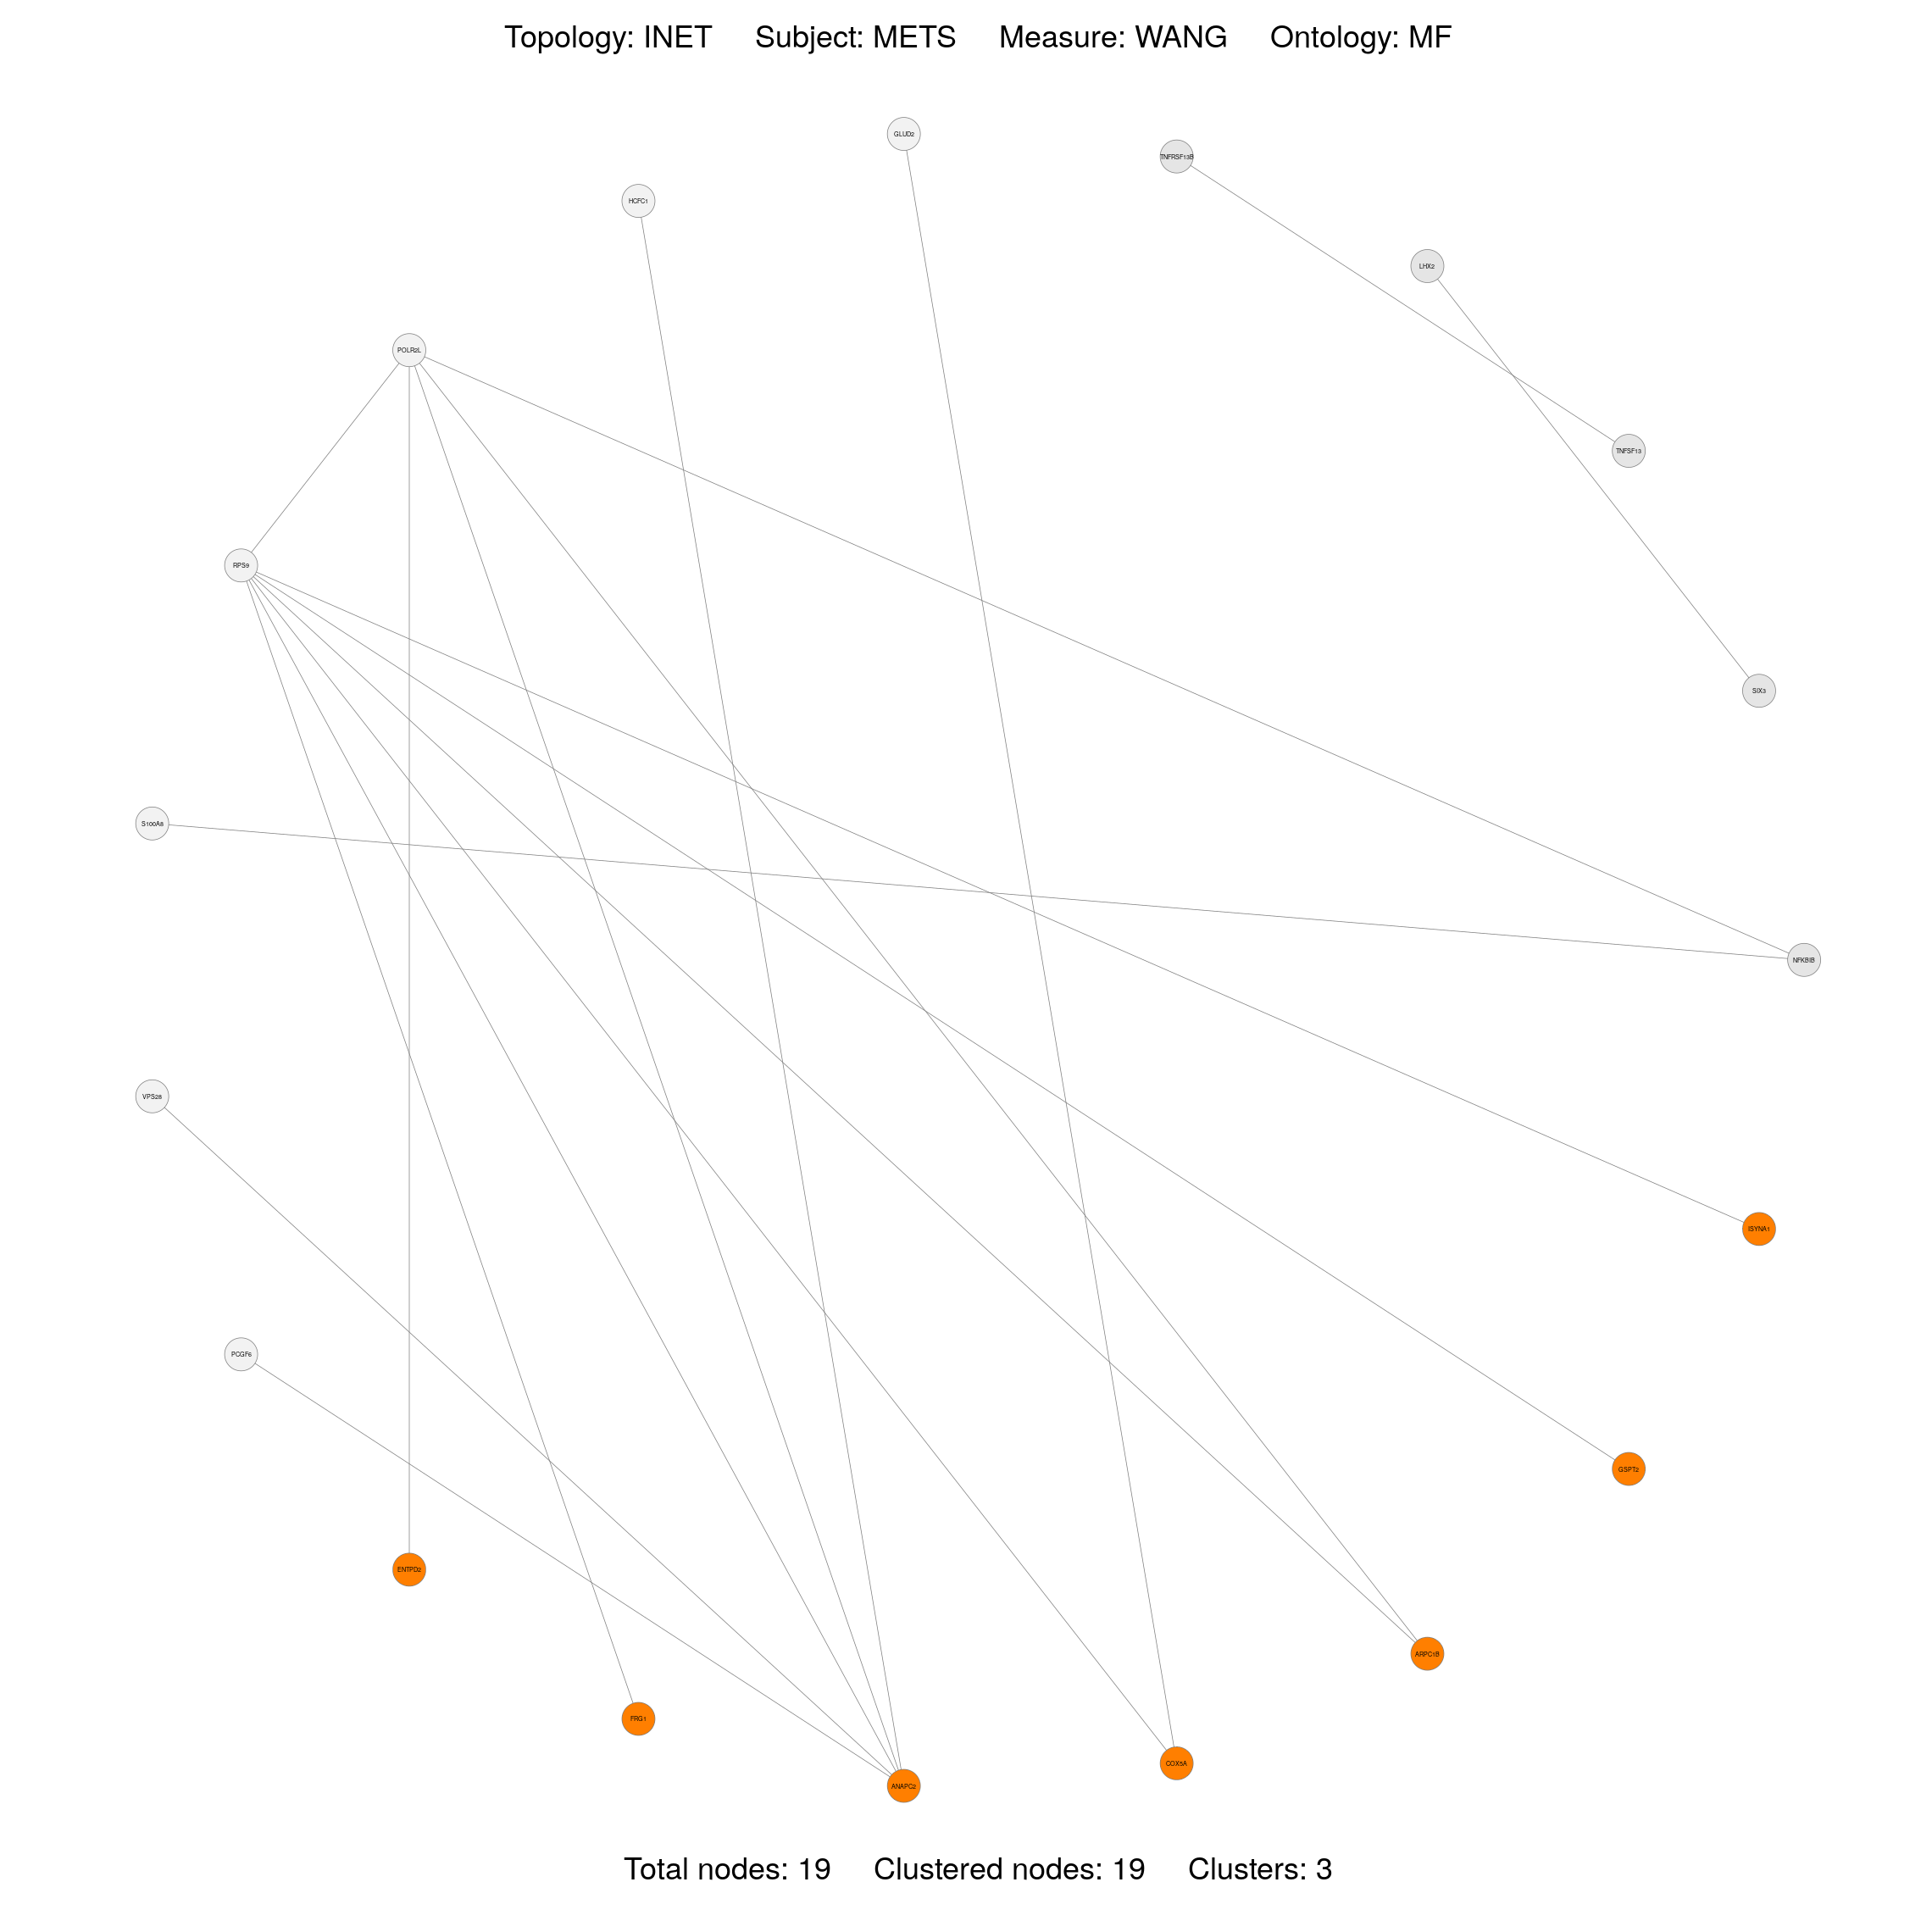 Topology: INET Subject: METS Measure: WANG Ontology: MF
GLUD2
TNFRSF13B
HCFC1
LHX2
POLR2L
TNFSF13
RPS9
SIX3
S100A8
NFKBIB
VPS28
ISYNA1
PCGF6
GSPT2
ENTPD2
ARPC1B
FRG1
COX5A
ANAPC2
Total nodes: 19 Clustered nodes: 19 Clusters: 3